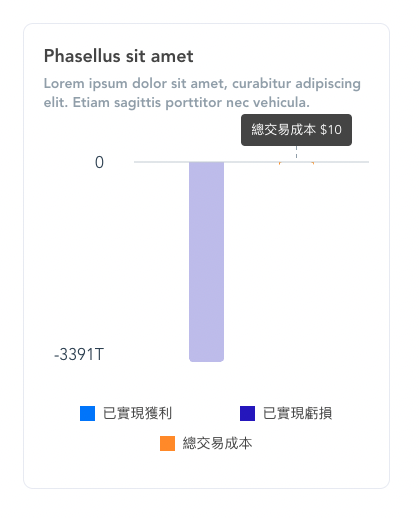 Phasellus sit amet
Lorem ipsum dolor sit amet, curabitur adipiscing
elit. Etiam sagittis porttitor nec vehicula.
總交易成本 $10
0
-3391T
已實現獲利
已實現虧損
總交易成本